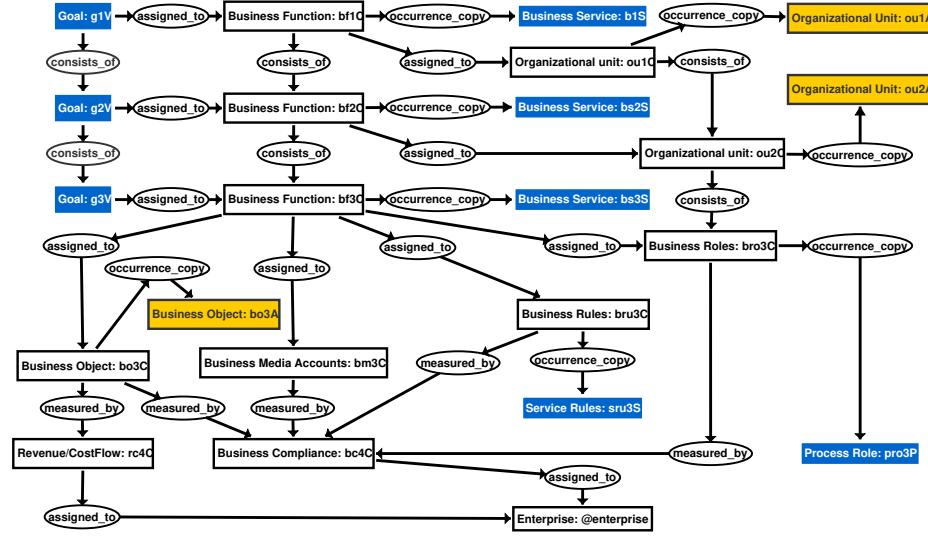 Goal: g1V
assigned_to
Business Function: bf1C
occurrence_copy
Business Service: b1S
occurrence_copy
Organizational Unit: ou1A
consists_of
consists_of
assigned_to
Organizational unit: ou1C
consists_of
Organizational Unit: ou2A
Goal: g2V
assigned_to
Business Function: bf2C
occurrence_copy
Business Service: bs2S
consists_of
consists_of
assigned_to
Organizational unit: ou2C
occurrence_copy
Goal: g3V
assigned_to
Business Function: bf3C
occurrence_copy
Business Service: bs3S
consists_of
assigned_to
assigned_to
assigned_to
Business Roles: bro3C
occurrence_copy
occurrence_copy
assigned_to
Business Object: bo3A
Business Rules: bru3C
Business Object: bo3C
Business Media Accounts: bm3C
measured_by
occurrence_copy
measured_by
measured_by
measured_by
Service Rules: sru3S
Revenue/CostFlow: rc4C
Business Compliance: bc4C
measured_by
Process Role: pro3P
assigned_to
assigned_to
Enterprise: @enterprise